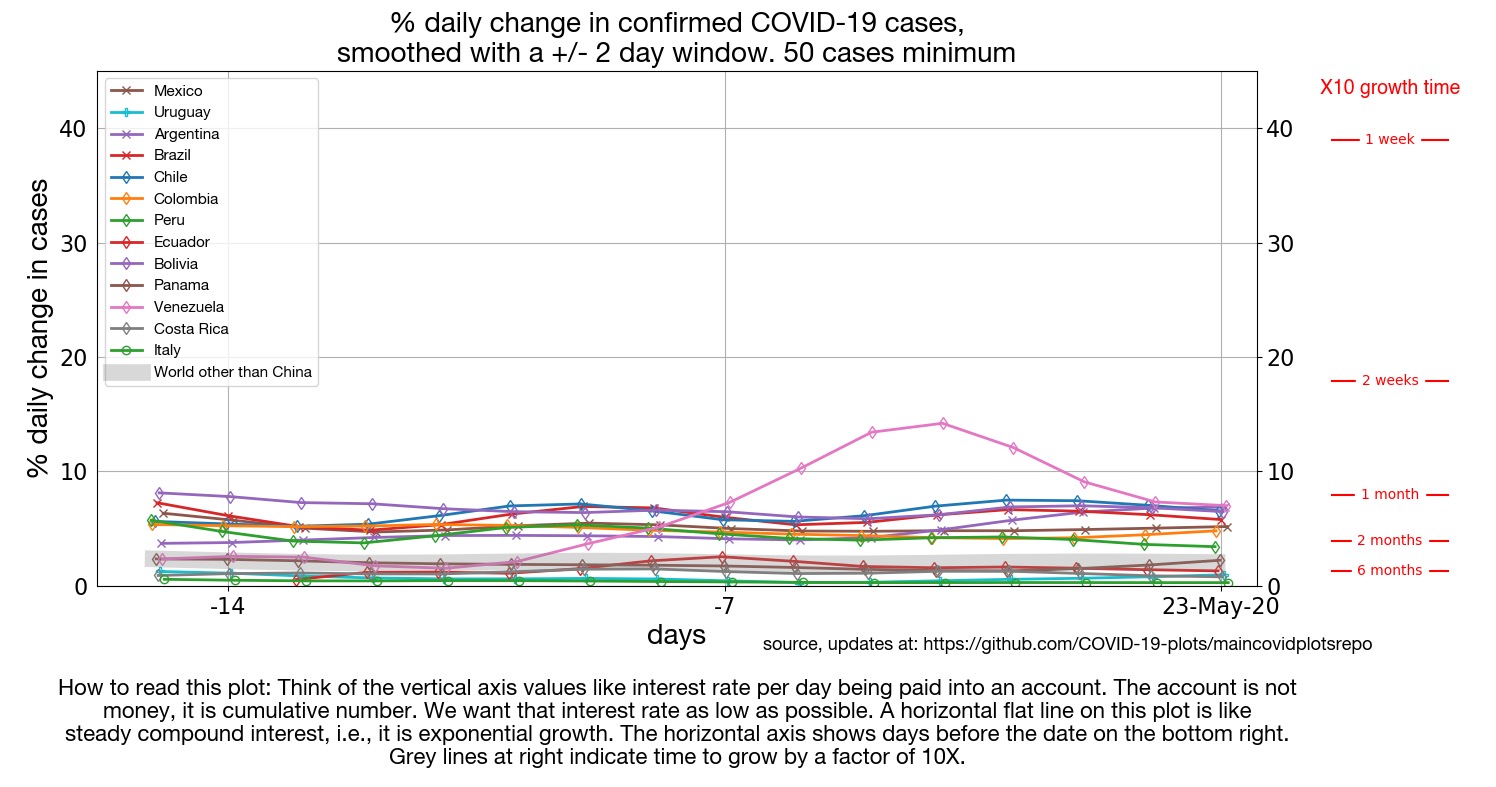 % daily change in confirmed COVID-19 cases,
smoothed with a +/- 2 day window. 50 cases minimum
X10 growth time
Mexico
Uruguay
Argentina
Brazil
Chile
Colombia
Peru
Ecuador
Bolivia
Panama
Venezuela
Costa Rica
Italy
World other than China
% daily change in cases
40
30
20
10
0
40
30
20
10
0
1 week
2 weeks
1 month
2 months
6 months
-14
-7
23-May-20
days
source, updates at: https://github.com/COVID-19-plots/maincovidplotsrepo
How to read this plot: Think of the vertical axis values like interest rate per day being paid into an account. The account is not
money, it is cumulative number. We want that interest rate as low as possible. A horizontal flat line on this plot is like
steady compound interest, i.e., it is exponential growth. The horizontal axis shows days before the date on the bottom right.
Grey lines at right indicate time to grow by a factor of 10X.